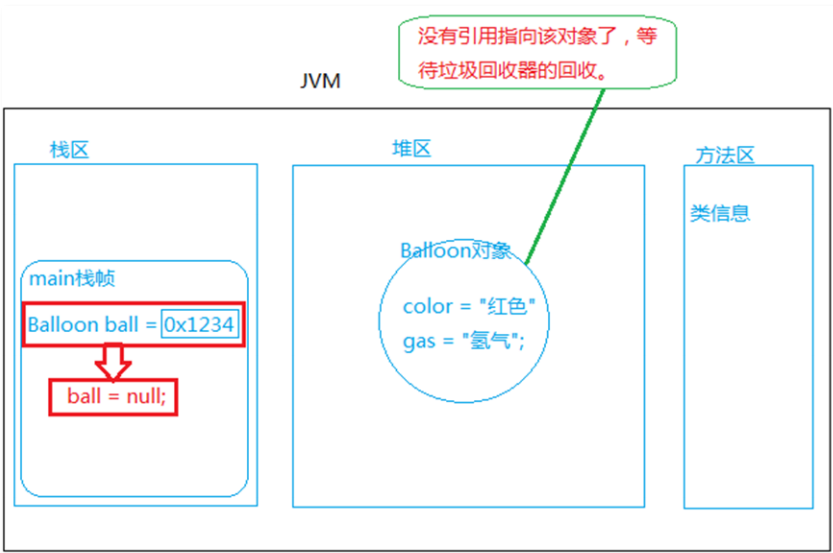 没有引用指向该对象了，等
待垃圾回收器的回收。
JVM
栈区
堆区
方法区
类信息
main栈帧
Balloon ball = 0x1234
ball = null;
Balloon对象
color = "红色"
gas = "氢气";